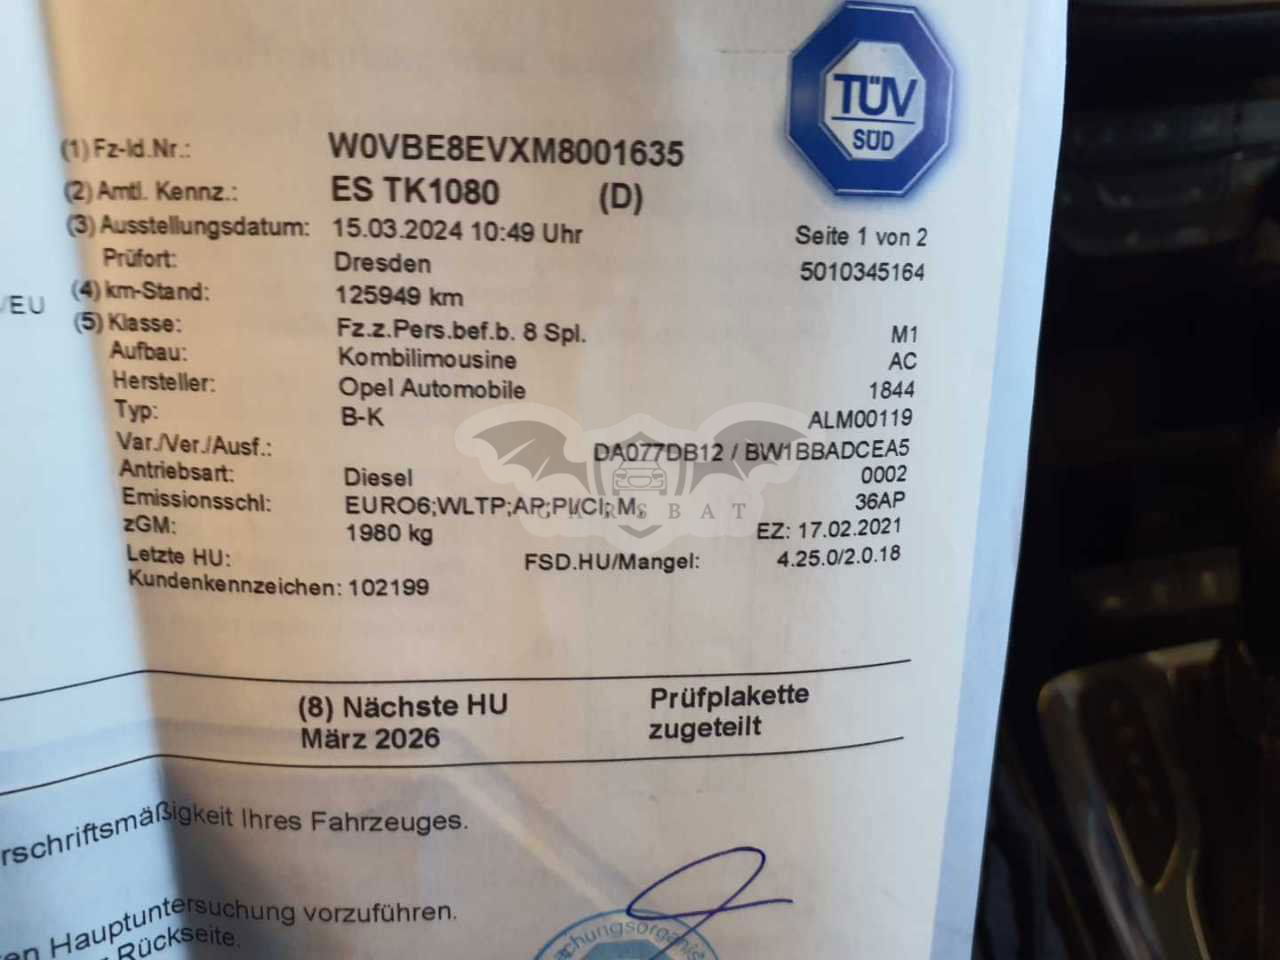 TÜV
SÜD
(1) Fz-Id.Nr.: W0VBE8EVXM8001635
(2) Amtl. Kennz.: ES TK1080 (D)
(3) Ausstellungsdatum: 15.03.2024 10:49 Uhr Seite 1 von 2
Prüfort: Dresden 5010345164
(4) km-Stand: 125949 km
/EU
(5) Klasse: Fz.z.Pers.bef.b. 8 Spl. M1
Aufbau: Kombilimousine AC
Hersteller: Opel Automobile 1844
Typ: B-K ALM00119
Var./Ver./Ausf.: DA077DB12 / BW1BBADCEA5
Antriebsart: Diesel 0002
Emissionsschl: EURO6;WLTP;AP;PI/CI; M, 36AP
CARSBAT
zGM: 1980 kg EZ: 17.02.2021
Letzte HU: FSD.HU/Mangel: 4.25.0/2.0.18
Kundenkennzeichen: 102199
(8) Nächste HU Prüfplakette
März 2026 zugeteilt
rschriftsmäßigkeit Ihres Fahrzeuges.
en Hauptuntersuchung vorzuführen.
Rückseite.
achungsorganis